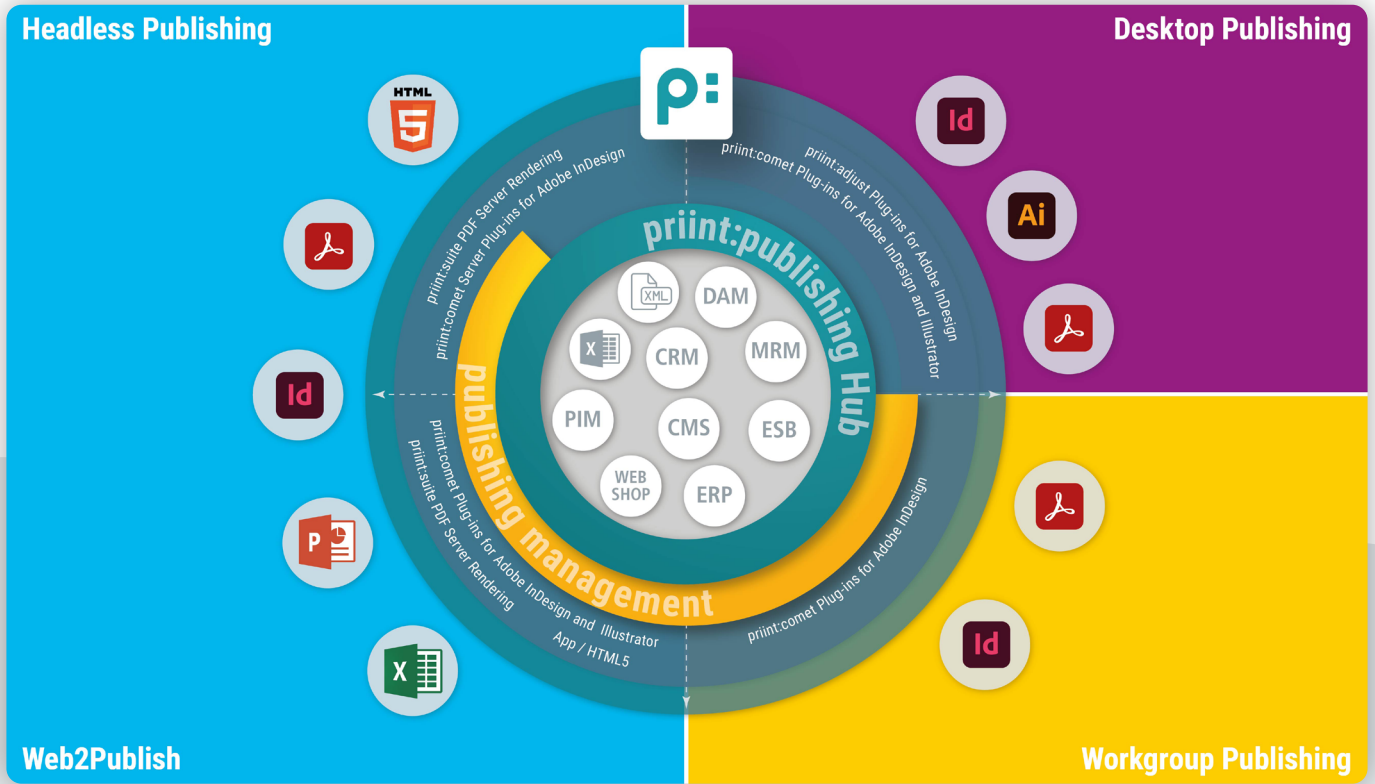 Headless Publishing
Desktop Publishing
HTML
5
p:
Id
Ai
priint:suite PDF Server Rendering
priint:comet Server Plug-ins for Adobe InDesign
priint:adjust Plug-ins for Adobe InDesign
priint:comet Plug-ins for Adobe InDesign and Illustrator
priint:publishing Hub
XML
DAM
X
CRM
MRM
Id
PIM
CMS
ESB
WEB
SHOP
ERP
publishing management
priint:comet Plug-ins for Adobe InDesign and Illustrator
priint:suite PDF Server Rendering
App / HTML5
priint:comet Plug-ins for Adobe InDesign
P
X
Id
Web2Publish
Workgroup Publishing